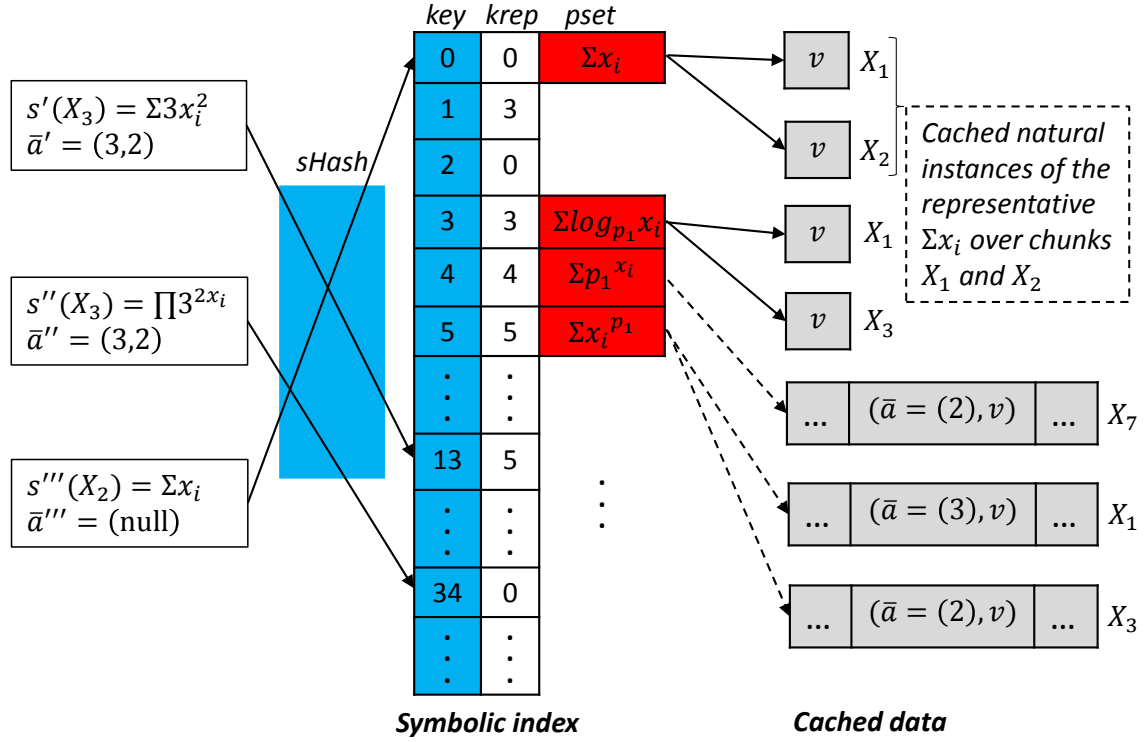 key krep pset
s′(X₃) = Σ3xᵢ²
ā′ = (3,2)
s″(X₃) = ∏3²ˣⁱ
ā″ = (3,2)
s‴(X₂) = Σxᵢ
ā‴ = (null)
sHash
0 0 Σxᵢ
1 3
2 0
3 3 Σlog_{p₁}xᵢ
4 4 Σp₁^{xᵢ}
5 5 Σxᵢ^{p₁}
⋮ ⋮
13 5
⋮ ⋮
34 0
⋮ ⋮
⋮
v X₁
v X₂
v X₁
v X₃
Cached natural
instances of the
representative
Σxᵢ over chunks
X₁ and X₂
... (ā = (2), v) ... X₇
... (ā = (3), v) ... X₁
... (ā = (2), v) ... X₃
Symbolic index
Cached data